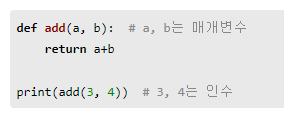 def add(a, b):  # a, b는 매개변수
    return a+b

print(add(3, 4))  # 3, 4는 인수